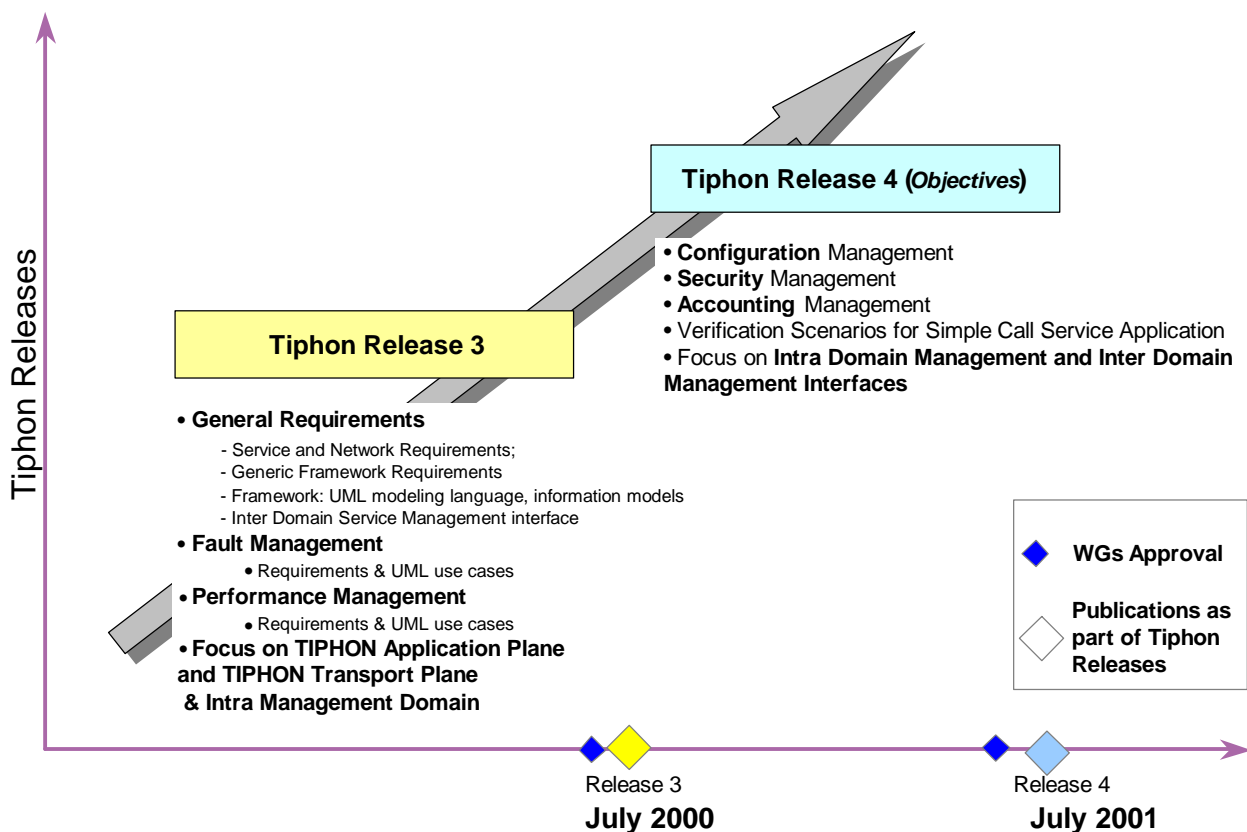 Tiphon Releases
Tiphon Release 4 (Objectives)
• Configuration Management
• Security Management
• Accounting Management
• Verification Scenarios for Simple Call Service Application
• Focus on Intra Domain Management and Inter Domain
Management Interfaces
Tiphon Release 3
• General Requirements
- Service and Network Requirements;
- Generic Framework Requirements
- Framework: UML modeling language, information models
- Inter Domain Service Management interface
• Fault Management
• Requirements & UML use cases
• Performance Management
• Requirements & UML use cases
• Focus on TIPHON Application Plane
and TIPHON Transport Plane
& Intra Management Domain
WGs Approval
Publications as
part of Tiphon
Releases
Release 3
July 2000
Release 4
July 2001